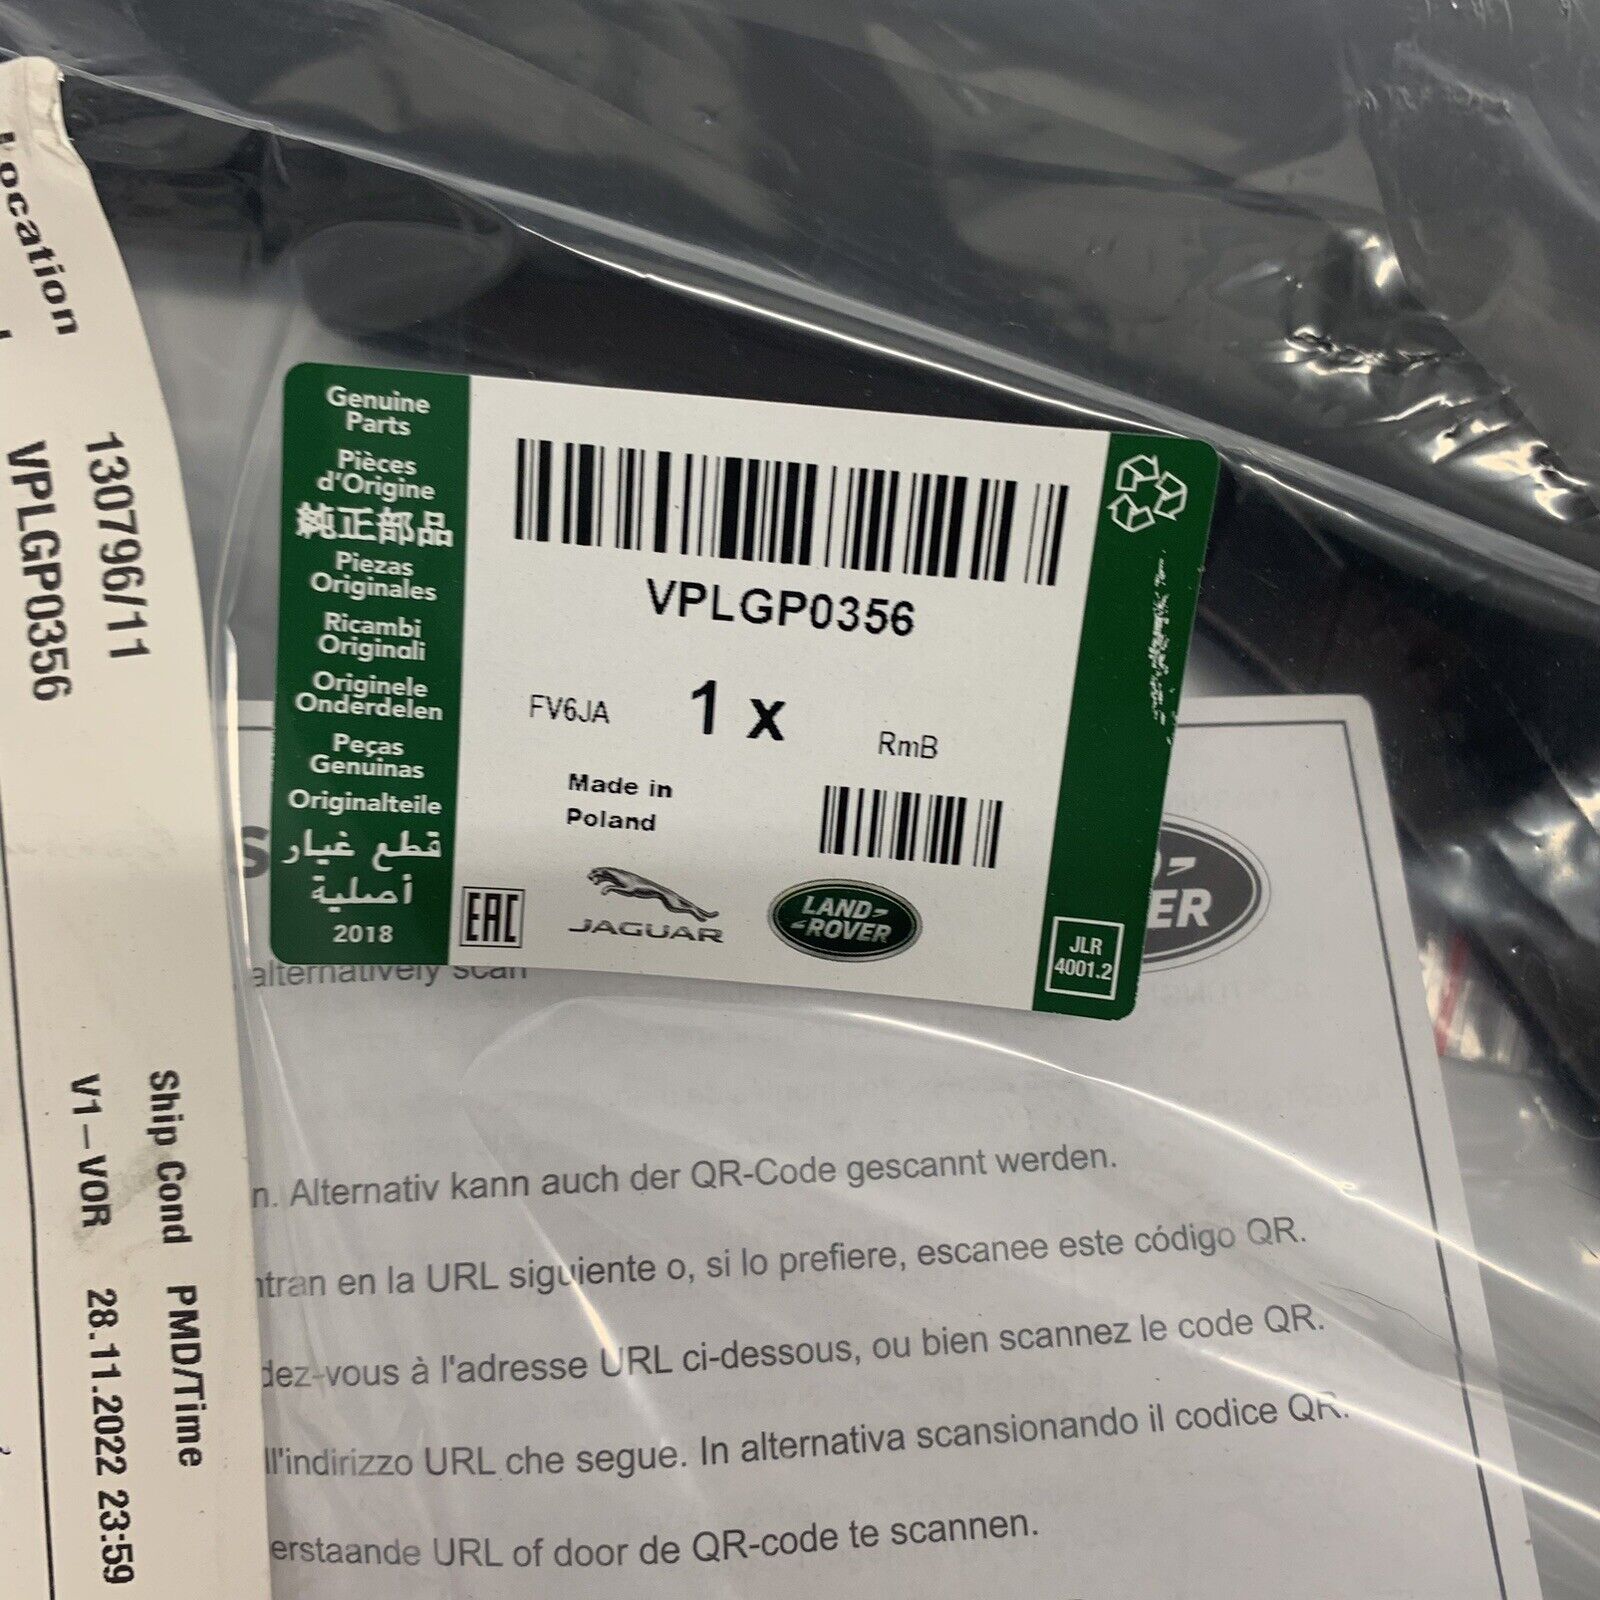 Location
130796/11
VPLGP0356
Ship Cond
PMD/Time
V1-VOR
28.11.2022 23:59
Genuine
Parts
Pièces
d'Origine
純正部品
Piezas
Originales
Ricambi
Originali
Originele
Onderdelen
Peças
Genuinas
Originalteile
قطع غيار
أصلية
2018
VPLGP0356
FV6JA
1 x
RmB
Made in
Poland
EAC
JAGUAR
LAND-
-ROVER
JLR
4001.2
ER
alternatively scan
n. Alternativ kann auch der QR-Code gescannt werden.
ntran en la URL siguiente o, si lo prefiere, escanee este código QR.
dez-vous à l'adresse URL ci-dessous, ou bien scannez le code QR.
ll'indirizzo URL che segue. In alternativa scansionando il codice QR.
erstaande URL of door de QR-code te scannen.